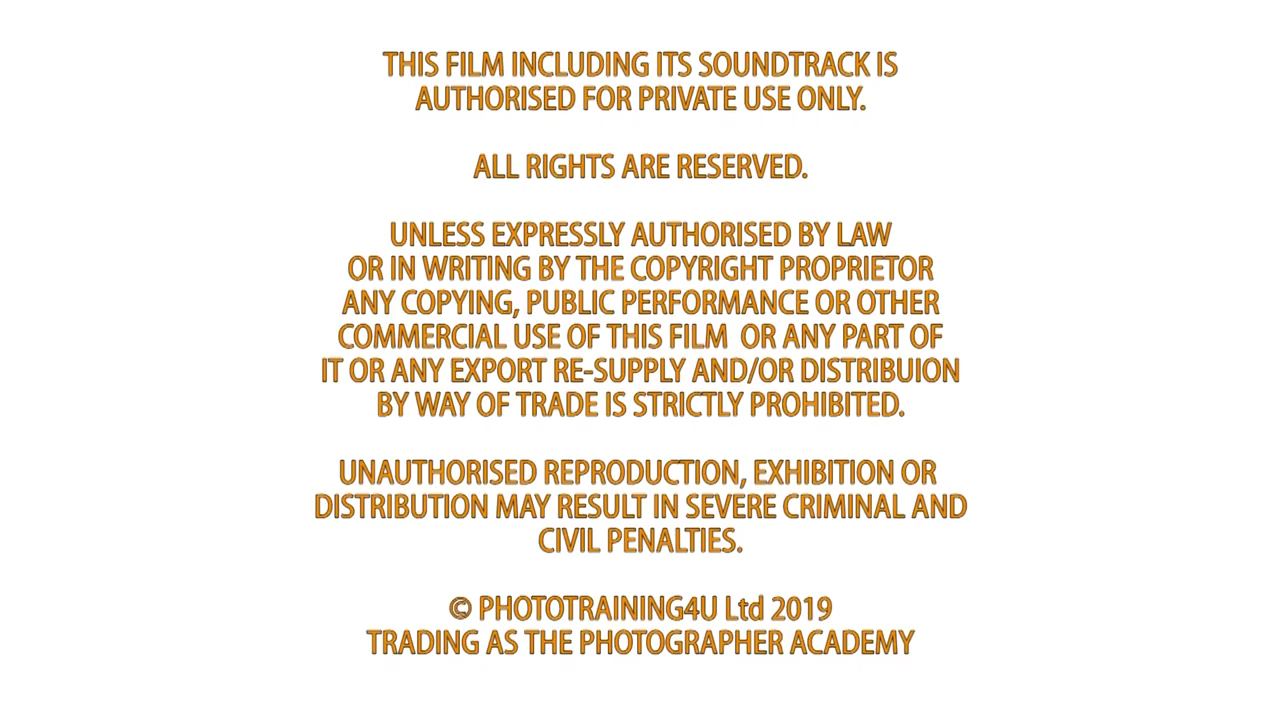 THIS FILM INCLUDING ITS SOUNDTRACK IS
AUTHORISED FOR PRIVATE USE ONLY.
ALL RIGHTS ARE RESERVED.
UNLESS EXPRESSLY AUTHORISED BY LAW
OR IN WRITING BY THE COPYRIGHT PROPRIETOR
ANY COPYING, PUBLIC PERFORMANCE OR OTHER
COMMERCIAL USE OF THIS FILM  OR ANY PART OF
IT OR ANY EXPORT RE-SUPPLY AND/OR DISTRIBUION
BY WAY OF TRADE IS STRICTLY PROHIBITED.
UNAUTHORISED REPRODUCTION, EXHIBITION OR
DISTRIBUTION MAY RESULT IN SEVERE CRIMINAL AND
CIVIL PENALTIES.
© PHOTOTRAINING4U Ltd 2019
TRADING AS THE PHOTOGRAPHER ACADEMY